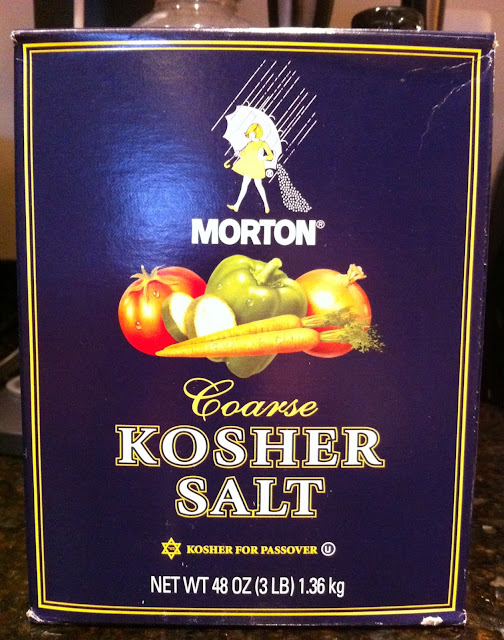 MORTON®
Coarse
KOSHER
SALT
KOSHER FOR PASSOVER Ⓤ
NET WT 48 OZ (3 LB) 1.36 kg